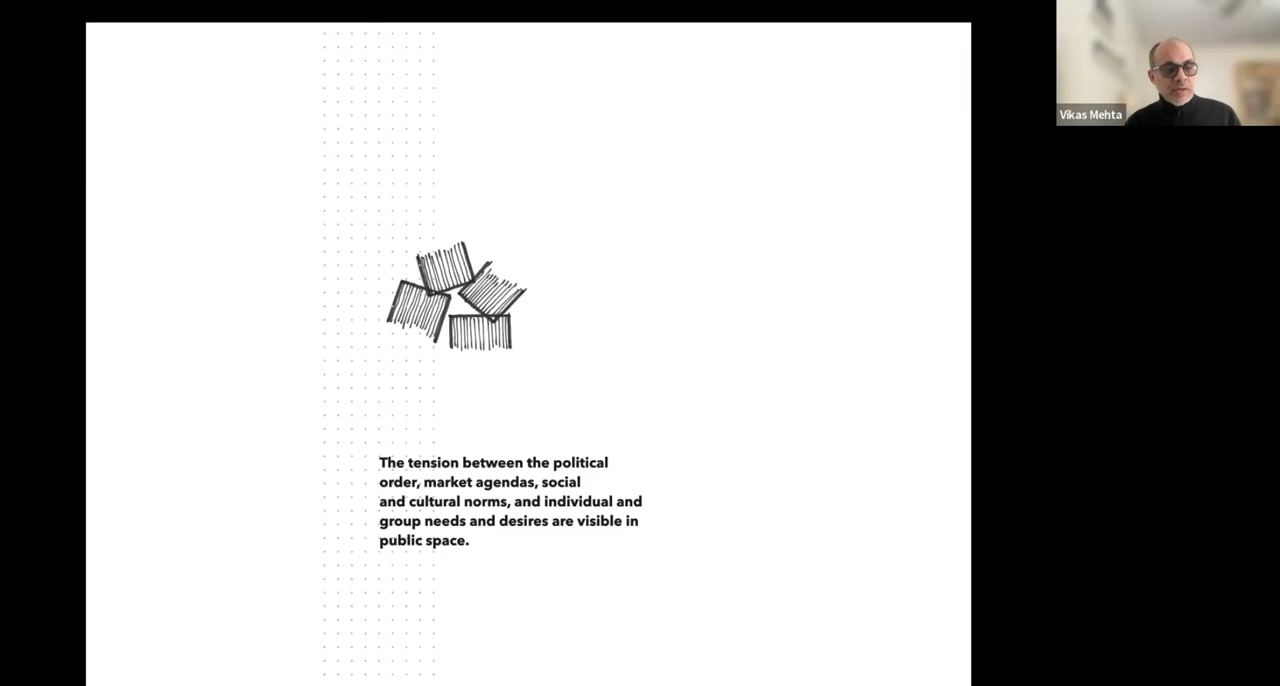 Vikas Mehta
The tension between the political
order, market agendas, social
and cultural norms, and individual and
group needs and desires are visible in
public space.